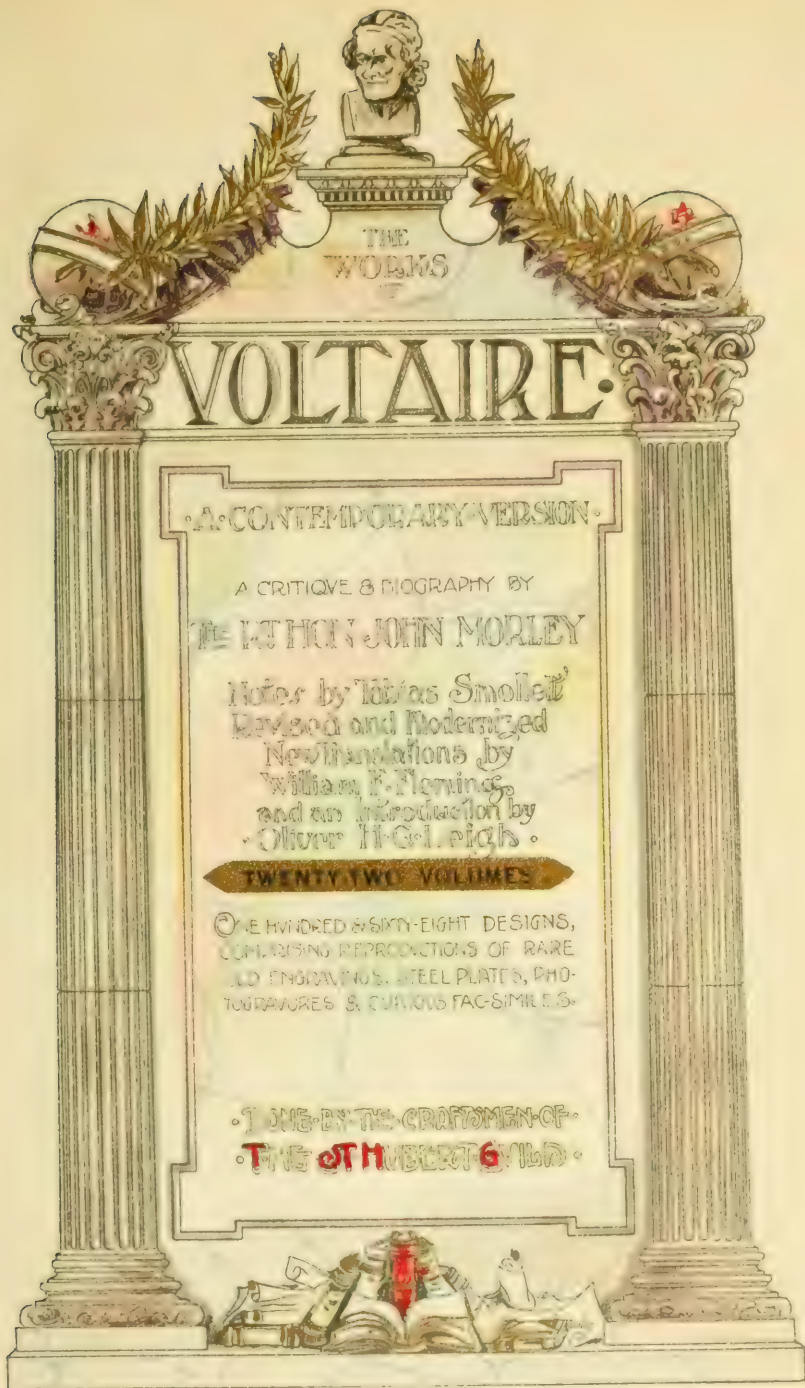 THE
WORKS
OF
VOLTAIRE·
·A·CONTEMPORARY·VERSION·
A CRITIQVE & BIOGRAPHY BY
The RT HON JOHN MORLEY
Notes by Tobias Smollett
Revised and Modernized
New Translations by
William F. Fleming,
and an Introduction by
·Oliver H·G·Leigh·
TWENTY-TWO VOLUMES
ONE HVNDRED & SIXTY-EIGHT DESIGNS,
COMPRISING REPRODUCTIONS OF RARE
OLD ENGRAVINGS, STEEL PLATES, PHO-
TOGRAVURES & CURIOUS FAC-SIMILES·
·DONE·BY·THE·CRAFTSMEN·OF·
·THE ST HUBERT GVILD·